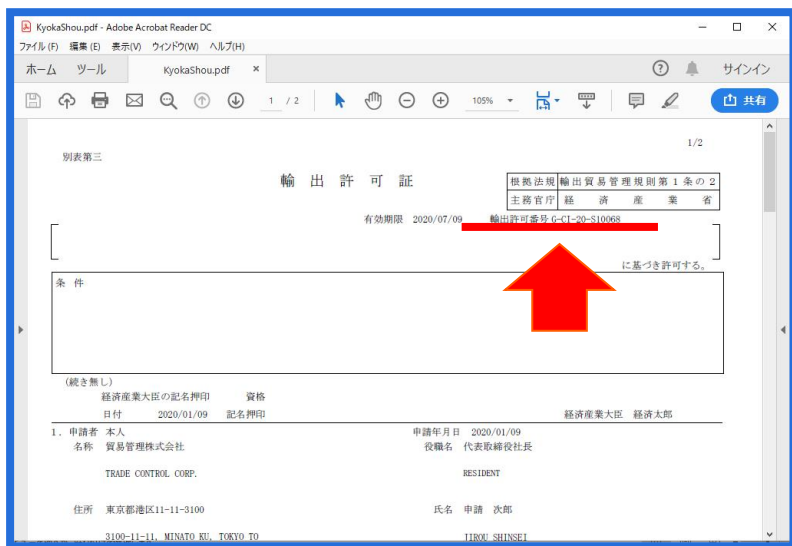 KyokaShou.pdf - Adobe Acrobat Reader DC
ファイル(F) 編集(E) 表示(V) ウィンドウ(W) ヘルプ(H)
ホーム ツール KyokaShou.pdf × サインイン
1 / 2 105% 共有
1/2
別表第三
輸 出 許 可 証
根拠法規 輸出貿易管理規則第1条の2
主務官庁 経 済 産 業 省
有効期限 2020/07/09 輸出許可番号 G-CI-20-S10068
に基づき許可する。
条 件
(続き無し)
経済産業大臣の記名押印 資格
日付 2020/01/09 記名押印 経済産業大臣 経済太郎
1. 申請者 本人 申請年月日 2020/01/09
名称 貿易管理株式会社 役職名 代表取締役社長
TRADE CONTROL CORP. RESIDENT
住所 東京都港区11-11-3100 氏名 申請 次郎
3100-11-11, MINATO KU, TOKYO TO JIROU SHINSEI